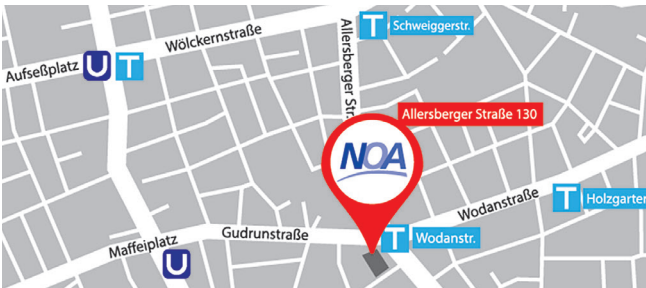 T Schweiggerstr.
Wölckernstraße
Aufseßplatz U T
Allersberger Str.
Allersberger Straße 130
NOA
Wodanstraße
T Holzgarten
Gudrunstraße
T Wodanstr.
Maffeiplatz
U